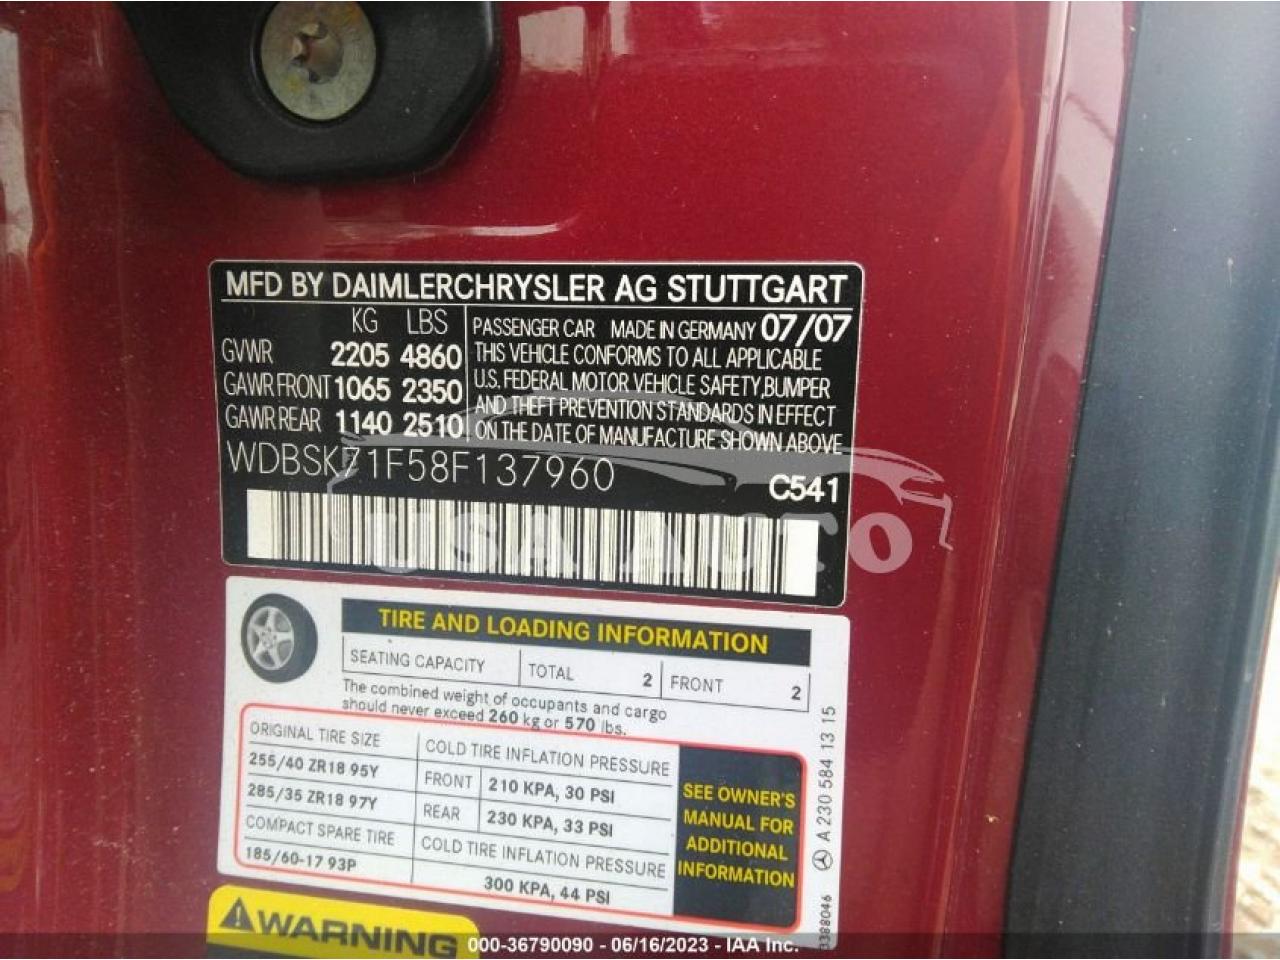 MFD BY DAIMLERCHRYSLER AG STUTTGART
KG LBS
GVWR 2205 4860
GAWR FRONT 1065 2350
GAWR REAR 1140 2510
PASSENGER CAR MADE IN GERMANY 07/07
THIS VEHICLE CONFORMS TO ALL APPLICABLE
U.S. FEDERAL MOTOR VEHICLE SAFETY, BUMPER
AND THEFT PREVENTION STANDARDS IN EFFECT
ON THE DATE OF MANUFACTURE SHOWN ABOVE
WDBSK71F58F137960
C541
USA AUTO
TIRE AND LOADING INFORMATION
SEATING CAPACITY TOTAL 2 FRONT 2
The combined weight of occupants and cargo
should never exceed 260 kg or 570 lbs.
ORIGINAL TIRE SIZE
255/40 ZR18 95Y
285/35 ZR18 97Y
COMPACT SPARE TIRE
185/60-17 93P
COLD TIRE INFLATION PRESSURE
FRONT 210 KPA, 30 PSI
REAR 230 KPA, 33 PSI
COLD TIRE INFLATION PRESSURE
300 KPA, 44 PSI
SEE OWNER'S
MANUAL FOR
ADDITIONAL
INFORMATION
A 230 584 13 15
3388046
WARNING
000-36790090 - 06/16/2023 - IAA Inc.